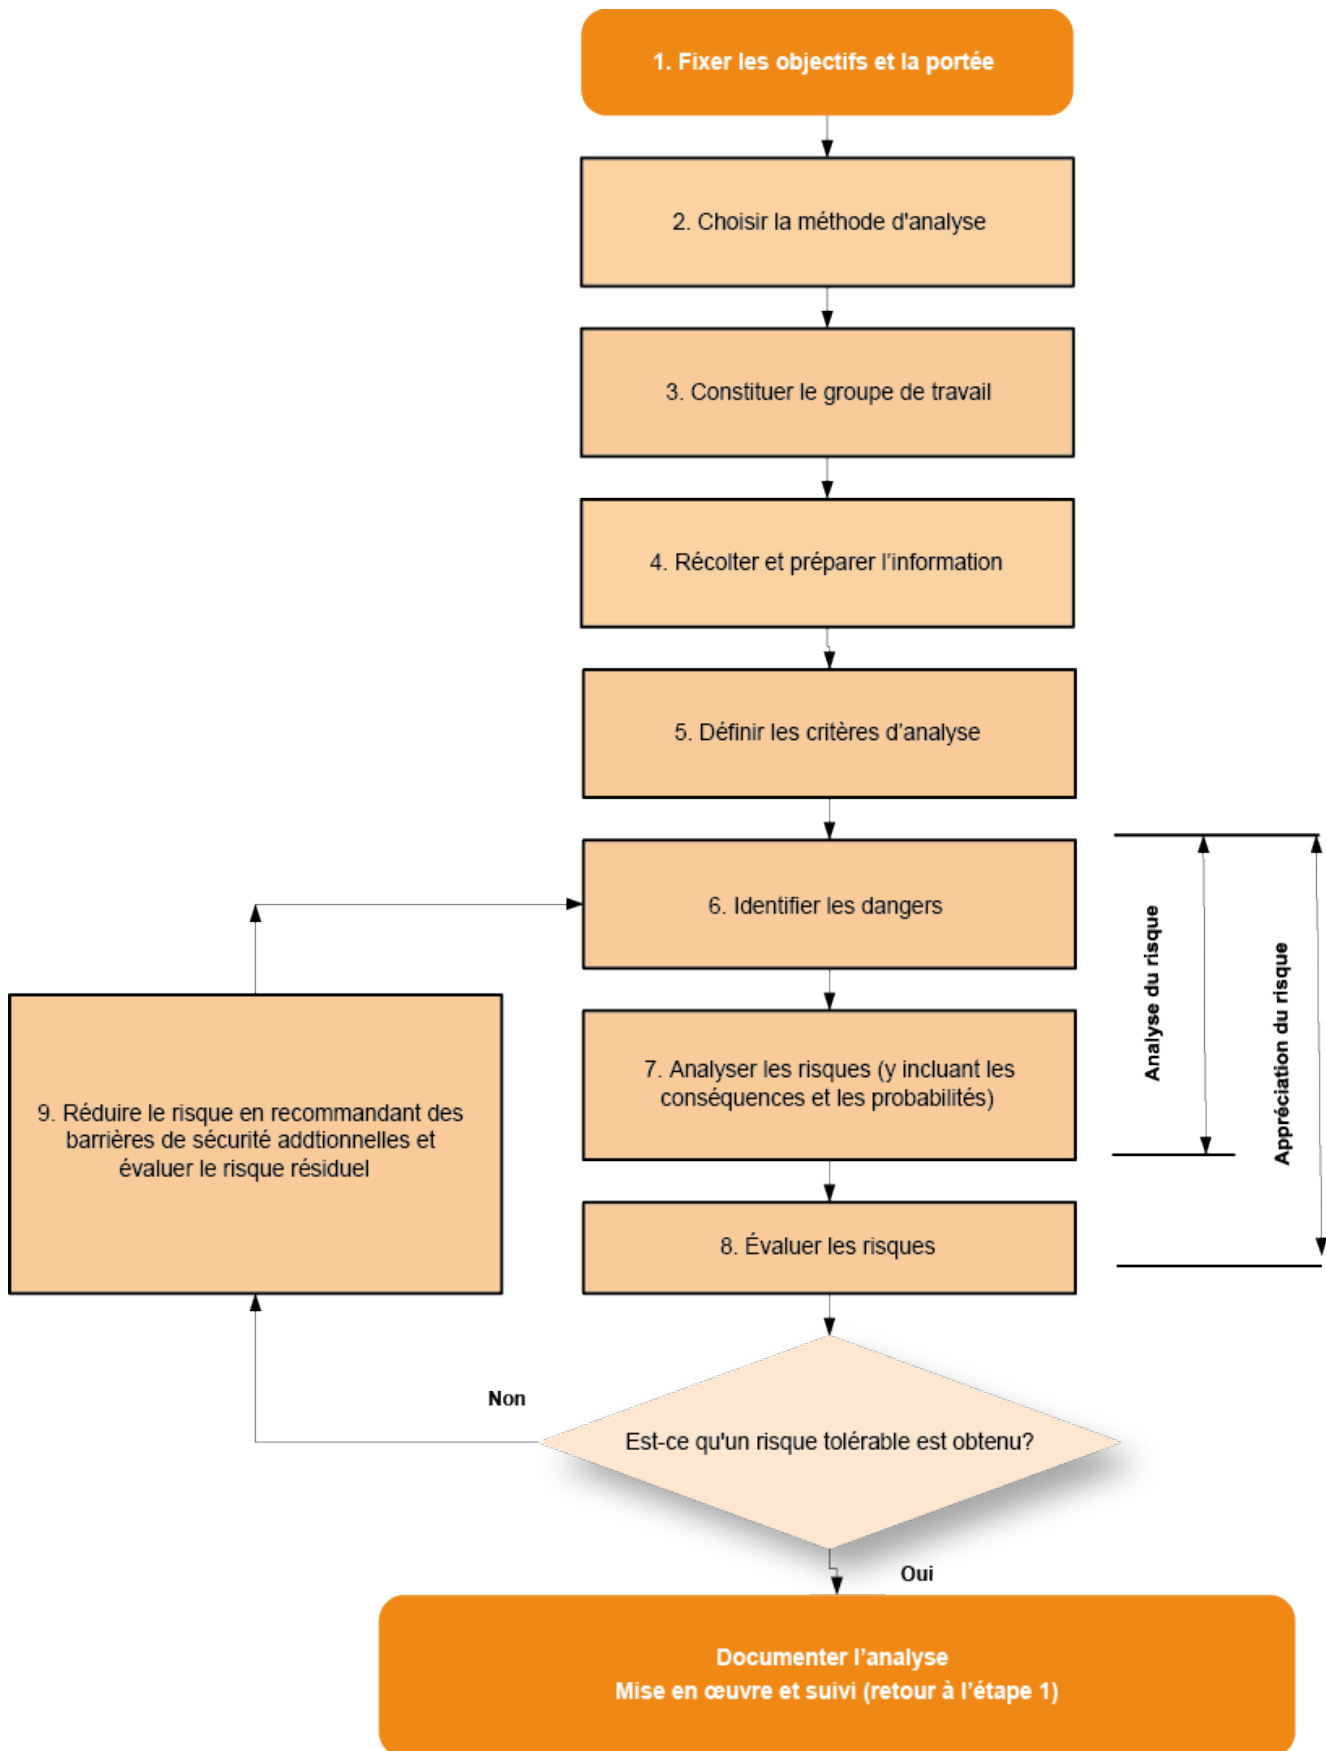 1. Fixer les objectifs et la portée
2. Choisir la méthode d'analyse
3. Constituer le groupe de travail
4. Récolter et préparer l’information
5. Définir les critères d’analyse
6. Identifier les dangers
7. Analyser les risques (y incluant les
conséquences et les probabilités)
Analyse du risque
Appréciation du risque
9. Réduire le risque en recommandant des
barrières de sécurité addtionnelles et
évaluer le risque résiduel
8. Évaluer les risques
Non
Est-ce qu'un risque tolérable est obtenu?
Oui
Documenter l’analyse
Mise en œuvre et suivi (retour à l’étape 1)